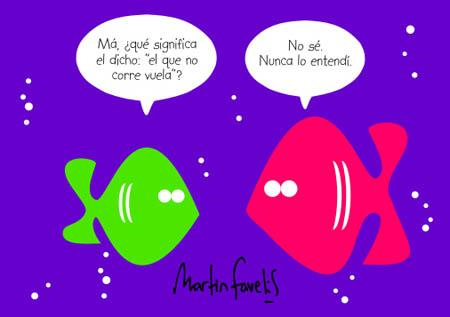 Má, ¿qué significa
el dicho: "el que no
corre vuela"?
No sé.
Nunca lo entendí.
Martin Favelis